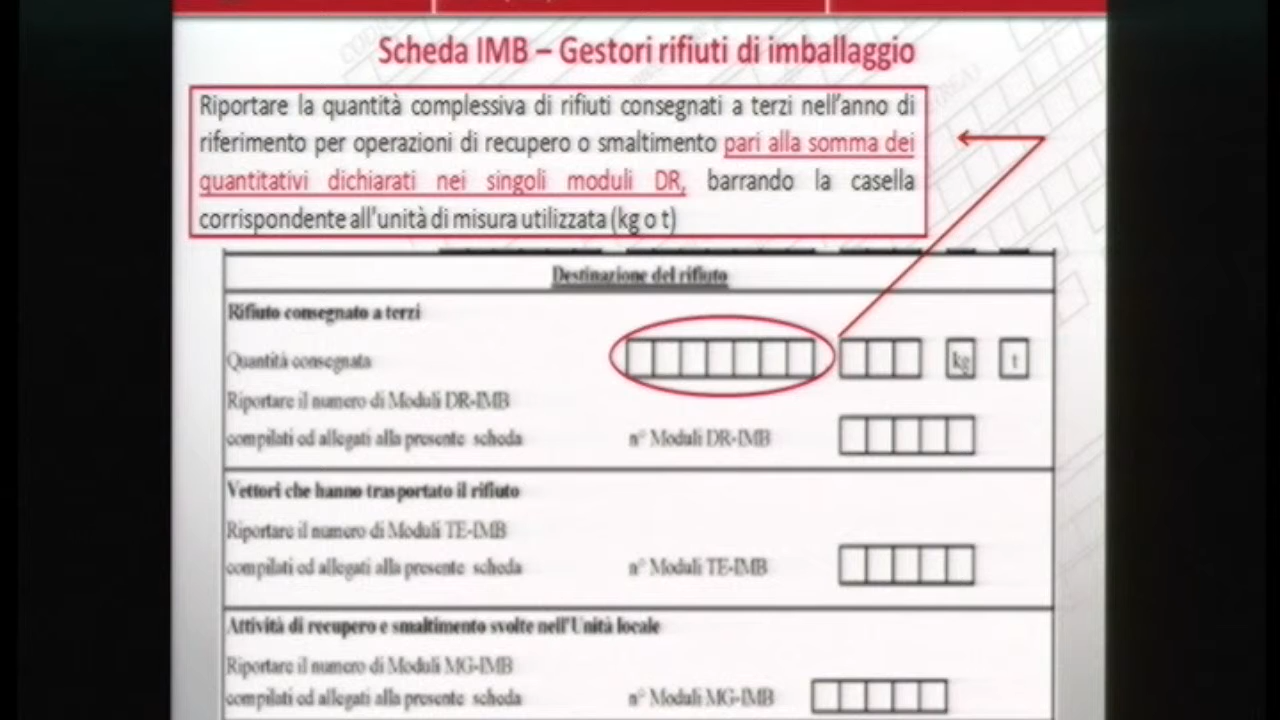 Scheda IMB – Gestori rifiuti di imballaggio
Riportare la quantità complessiva di rifiuti consegnati a terzi nell'anno di
riferimento per operazioni di recupero o smaltimento pari alla somma dei
quantitativi dichiarati nei singoli moduli DR, barrando la casella
corrispondente all'unità di misura utilizzata (kg o t)
Destinazione del rifiuto
Rifiuto consegnato a terzi
Quantità consegnata kg t
Riportare il numero di Moduli DR-IMB
compilati ed allegati alla presente scheda n° Moduli DR-IMB
Vettori che hanno trasportato il rifiuto
Riportare il numero di Moduli TE-IMB
compilati ed allegati alla presente scheda n° Moduli TE-IMB
Attività di recupero e smaltimento svolte nell'Unità locale
Riportare il numero di Moduli MG-IMB
compilati ed allegati alla presente scheda n° Moduli MG-IMB